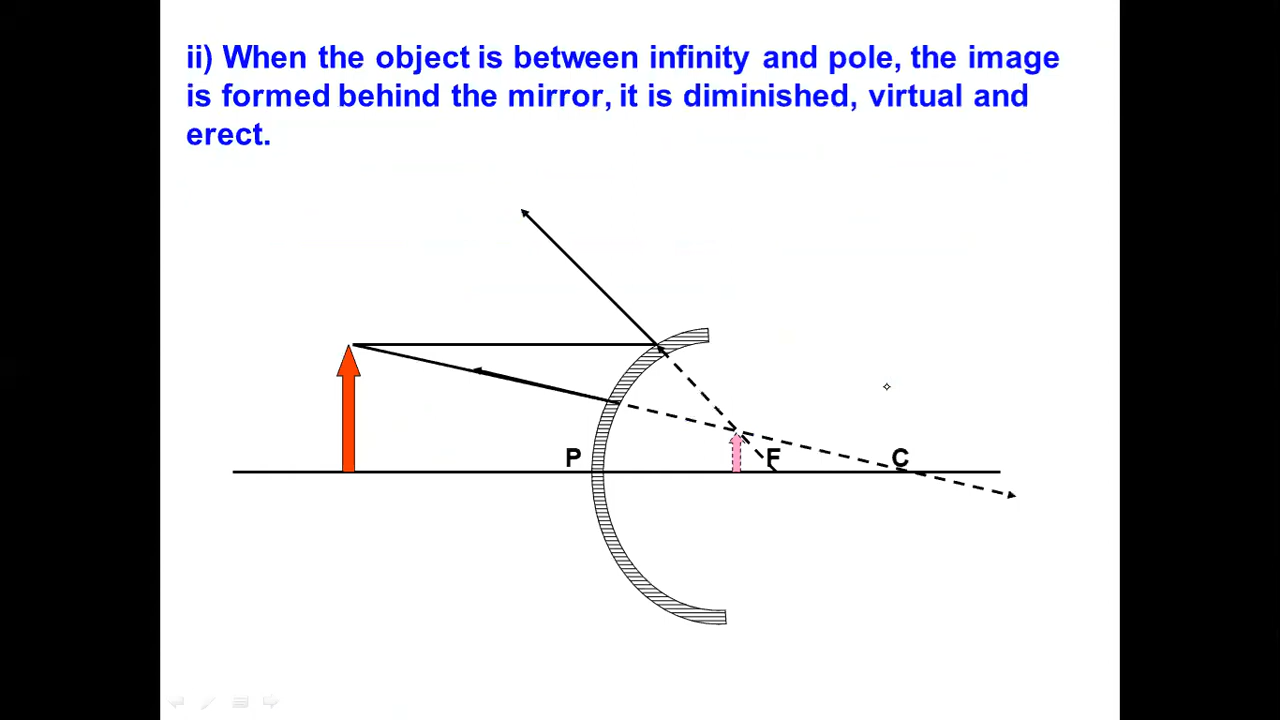 ii) When the object is between infinity and pole, the image
is formed behind the mirror, it is diminished, virtual and
erect.
P F C